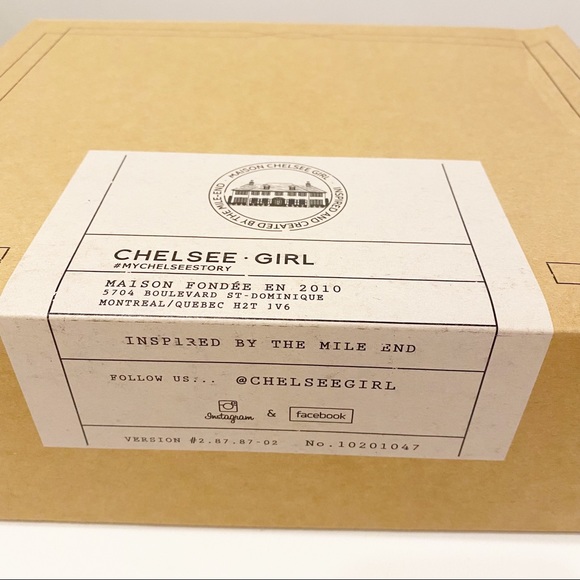 MAISON CHELSEE GIRL
INSPIRED AND CREATED BY THE MILE-END
CHELSEE · GIRL
#MYCHELSEESTORY
MAISON FONDÉE EN 2010
5704 BOULEVARD ST-DOMINIQUE
MONTREAL/QUEBEC H2T 1V6
INSPIRED BY THE MILE END
FOLLOW US... @CHELSEEGIRL
Instagram & facebook
VERSION #2.87.87-02 No.10201047